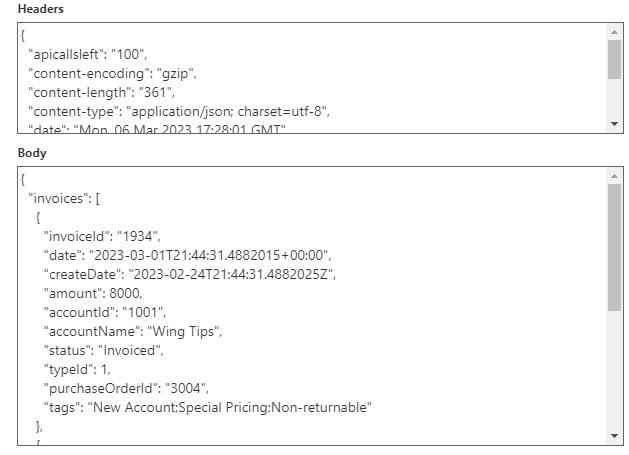 Headers
{
"apicallsleft": "100",
"content-encoding": "gzip",
"content-length": "361",
"content-type": "application/json; charset=utf-8",
"date": "Mon, 06 Mar 2023 17:28:01 GMT"
Body
{
"invoices": [
{
"invoiceId": "1934",
"date": "2023-03-01T21:44:31.4882015+00:00",
"createDate": "2023-02-24T21:44:31.4882025Z",
"amount": 8000,
"accountId": "1001",
"accountName": "Wing Tips",
"status": "Invoiced",
"typeId": 1,
"purchaseOrderId": "3004",
"tags": "New Account;Special Pricing;Non-returnable"
},
{